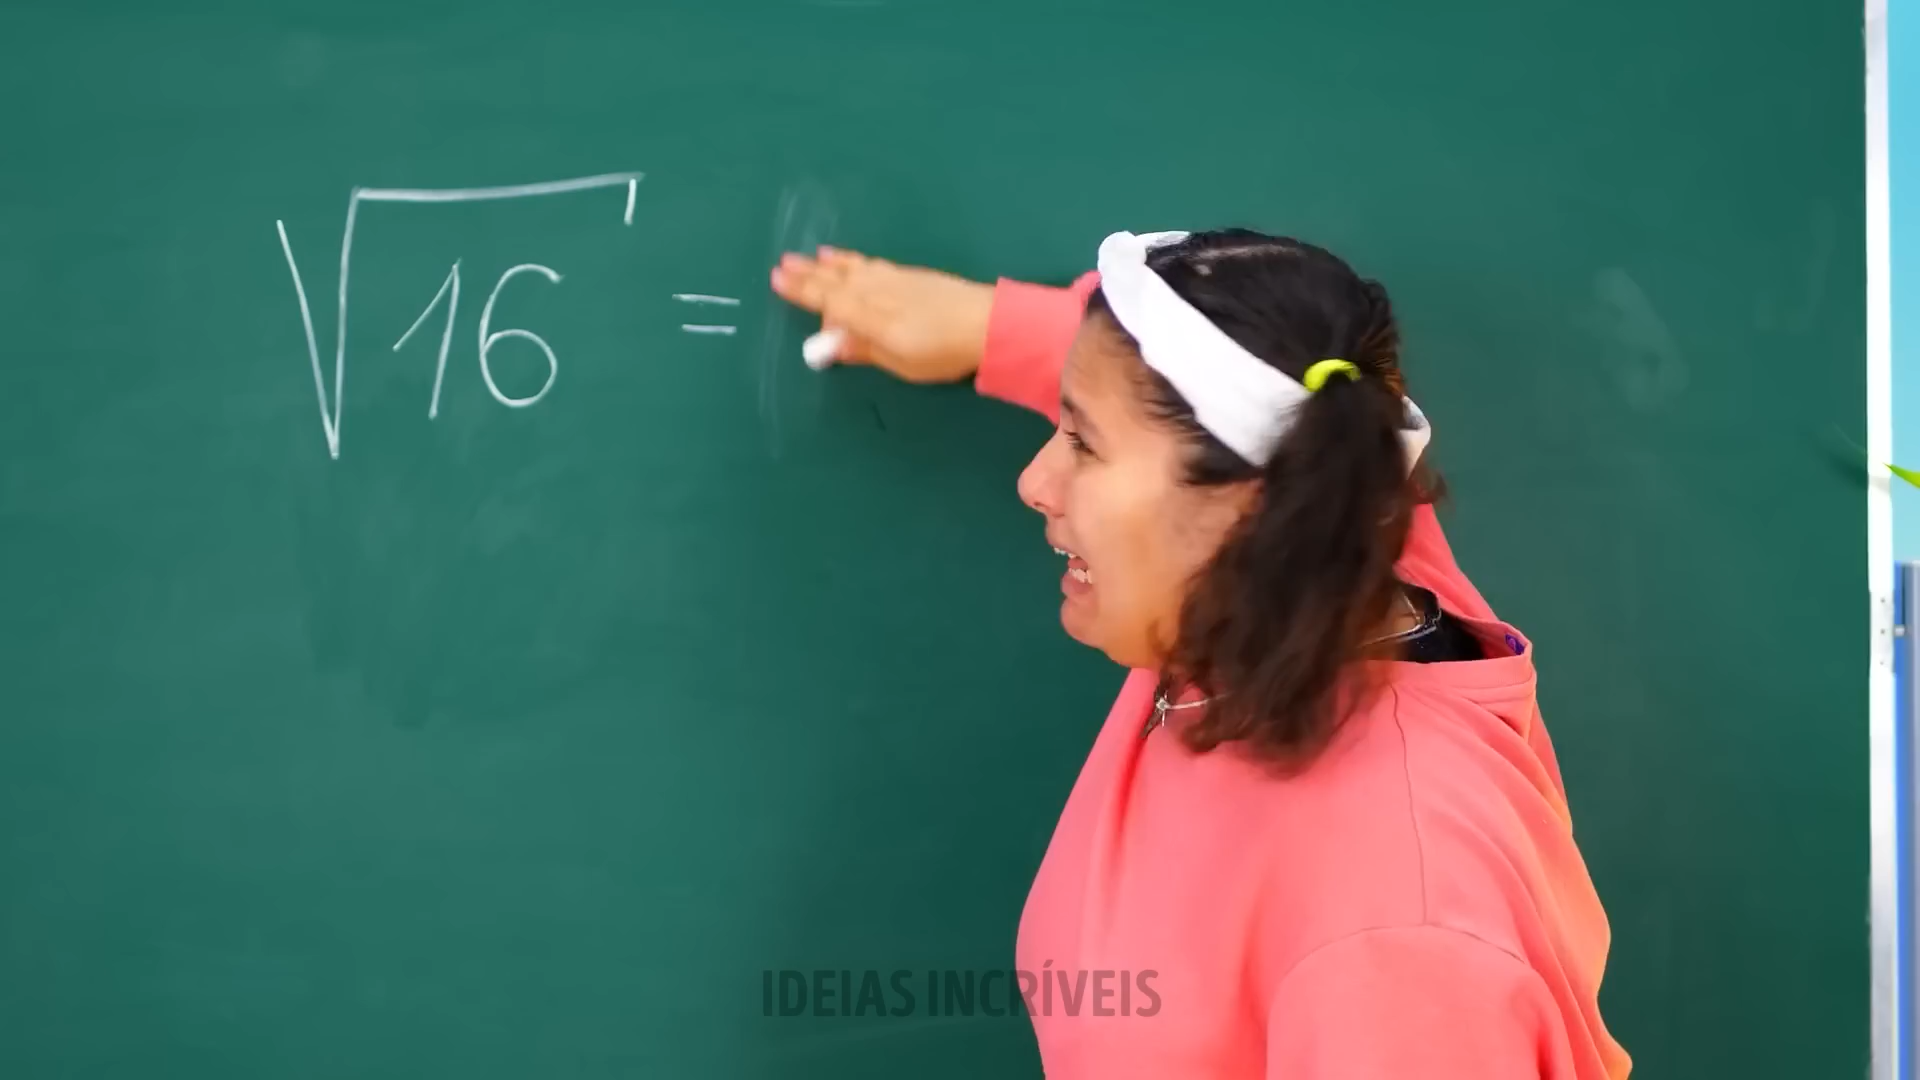 √16 =
IDEIAS INCRÍVEIS